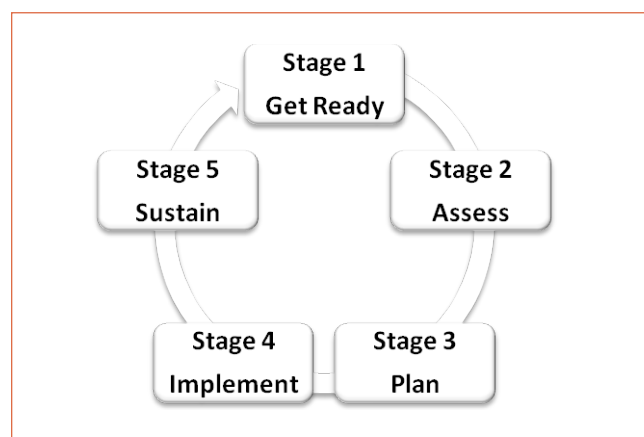 Stage 1
Get Ready
Stage 2
Assess
Stage 3
Plan
Stage 4
Implement
Stage 5
Sustain